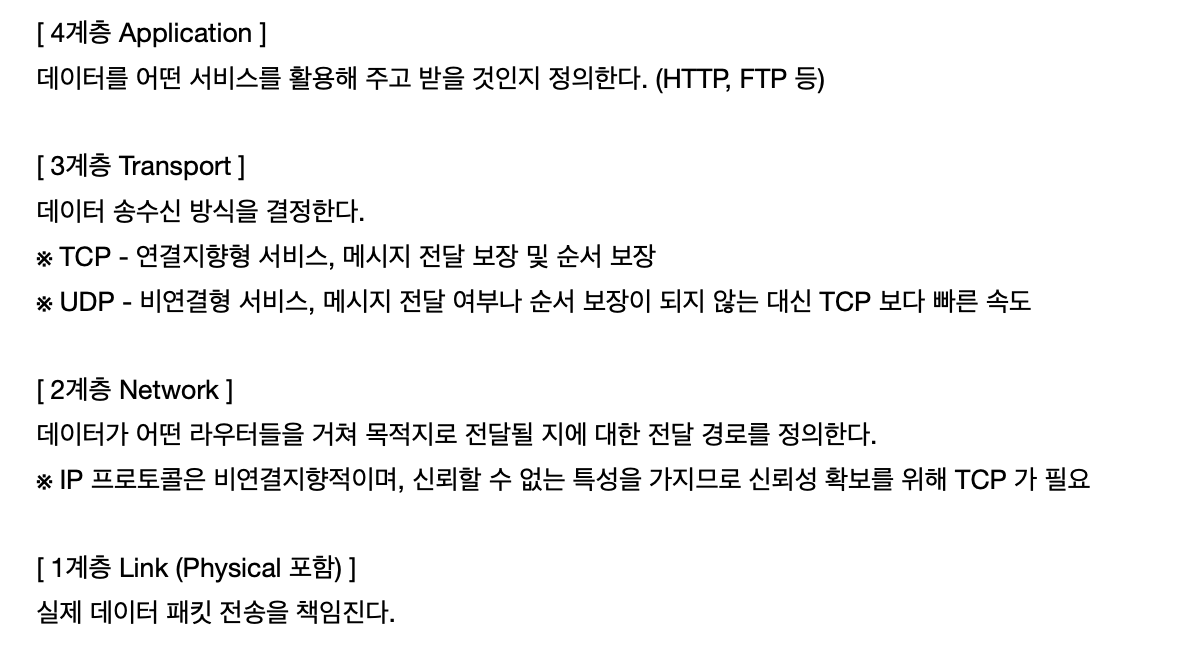 [ 4계층 Application ]
데이터를 어떤 서비스를 활용해 주고 받을 것인지 정의한다. (HTTP, FTP 등)
[ 3계층 Transport ]
데이터 송수신 방식을 결정한다.
※ TCP - 연결지향형 서비스, 메시지 전달 보장 및 순서 보장
※ UDP - 비연결형 서비스, 메시지 전달 여부나 순서 보장이 되지 않는 대신 TCP 보다 빠른 속도
[ 2계층 Network ]
데이터가 어떤 라우터들을 거쳐 목적지로 전달될 지에 대한 전달 경로를 정의한다.
※ IP 프로토콜은 비연결지향적이며, 신뢰할 수 없는 특성을 가지므로 신뢰성 확보를 위해 TCP 가 필요
[ 1계층 Link (Physical 포함) ]
실제 데이터 패킷 전송을 책임진다.